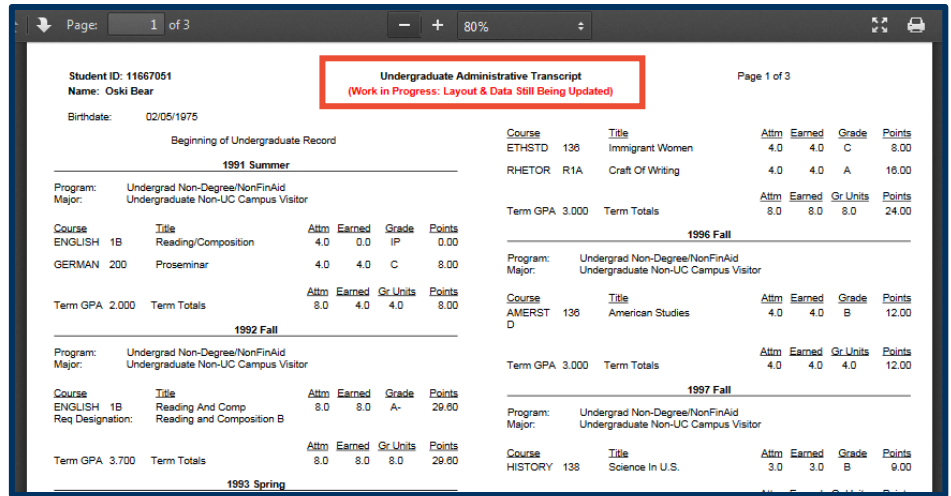 Page: 1 of 3 80%
Student ID: 11667051
Name: Oski Bear
Undergraduate Administrative Transcript
(Work in Progress: Layout & Data Still Being Updated)
Page 1 of 3
Birthdate: 02/05/1975
Beginning of Undergraduate Record
1991 Summer
Program: Undergrad Non-Degree/NonFinAid
Major: Undergraduate Non-UC Campus Visitor
Course Title Attm Earned Grade Points
ENGLISH 1B Reading/Composition 4.0 0.0 IP 0.00
GERMAN 200 Proseminar 4.0 4.0 C 8.00
Attm Earned Gr Units Points
Term GPA 2.000 Term Totals 8.0 4.0 4.0 8.00
1992 Fall
Program: Undergrad Non-Degree/NonFinAid
Major: Undergraduate Non-UC Campus Visitor
Course Title Attm Earned Grade Points
ENGLISH 1B Reading And Comp 8.0 8.0 A- 29.60
Req Designation: Reading and Composition B
Attm Earned Gr Units Points
Term GPA 3.700 Term Totals 8.0 8.0 8.0 29.60
1993 Spring
Course Title Attm Earned Grade Points
ETHSTD 136 Immigrant Women 4.0 4.0 C 8.00
RHETOR R1A Craft Of Writing 4.0 4.0 A 16.00
Attm Earned Gr Units Points
Term GPA 3.000 Term Totals 8.0 8.0 8.0 24.00
1996 Fall
Program: Undergrad Non-Degree/NonFinAid
Major: Undergraduate Non-UC Campus Visitor
Course Title Attm Earned Grade Points
AMERST 136 American Studies 4.0 4.0 B 12.00
D
Attm Earned Gr Units Points
Term GPA 3.000 Term Totals 4.0 4.0 4.0 12.00
1997 Fall
Program: Undergrad Non-Degree/NonFinAid
Major: Undergraduate Non-UC Campus Visitor
Course Title Attm Earned Grade Points
HISTORY 138 Science In U.S. 3.0 3.0 B 9.00